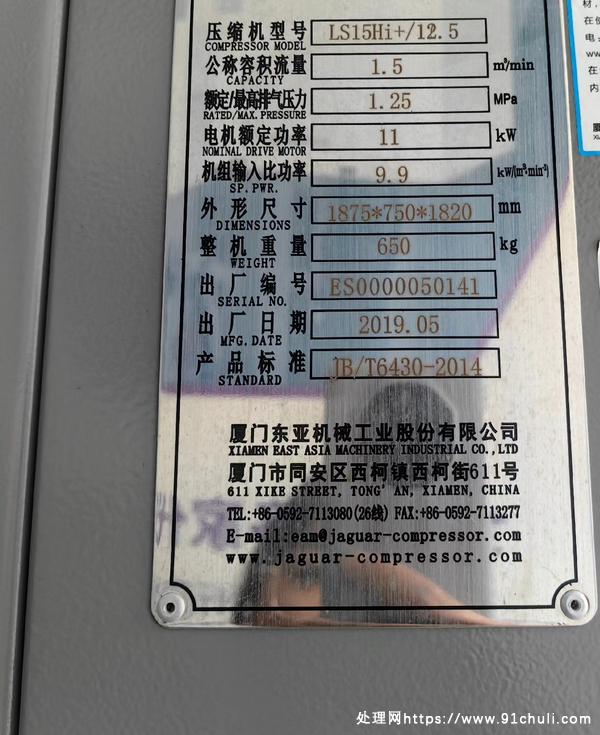 压缩机型号 LS15Hi+/12.5
COMPRESSOR MODEL
公称容积流量 1.5 m³/min
CAPACITY
额定/最高排气压力 1.25 MPa
RATED/MAX. PRESSURE
电机额定功率 11 kW
NOMINAL DRIVE MOTOR
机组输入比功率 9.9 kW/(m³·min⁻¹)
SP. PWR.
外形尺寸 1875*750*1820 mm
DIMENSIONS
整机重量 650 kg
WEIGHT
出厂编号 ES0000050141
SERIAL NO.
出厂日期 2019.05
MFG. DATE
产品标准 JB/T6430-2014
STANDARD
厦门东亚机械工业股份有限公司
XIAMEN EAST ASIA MACHINERY INDUSTRIAL CO.,LTD
厦门市同安区西柯镇西柯街611号
611 XIKE STREET, TONG' AN, XIAMEN, CHINA
TEL:+86-0592-7113080(26线) FAX:+86-0592-7113277
E-mail:eam@jaguar-compressor.com
www.jaguar-compressor.com
处理网https://www.91chuli.com